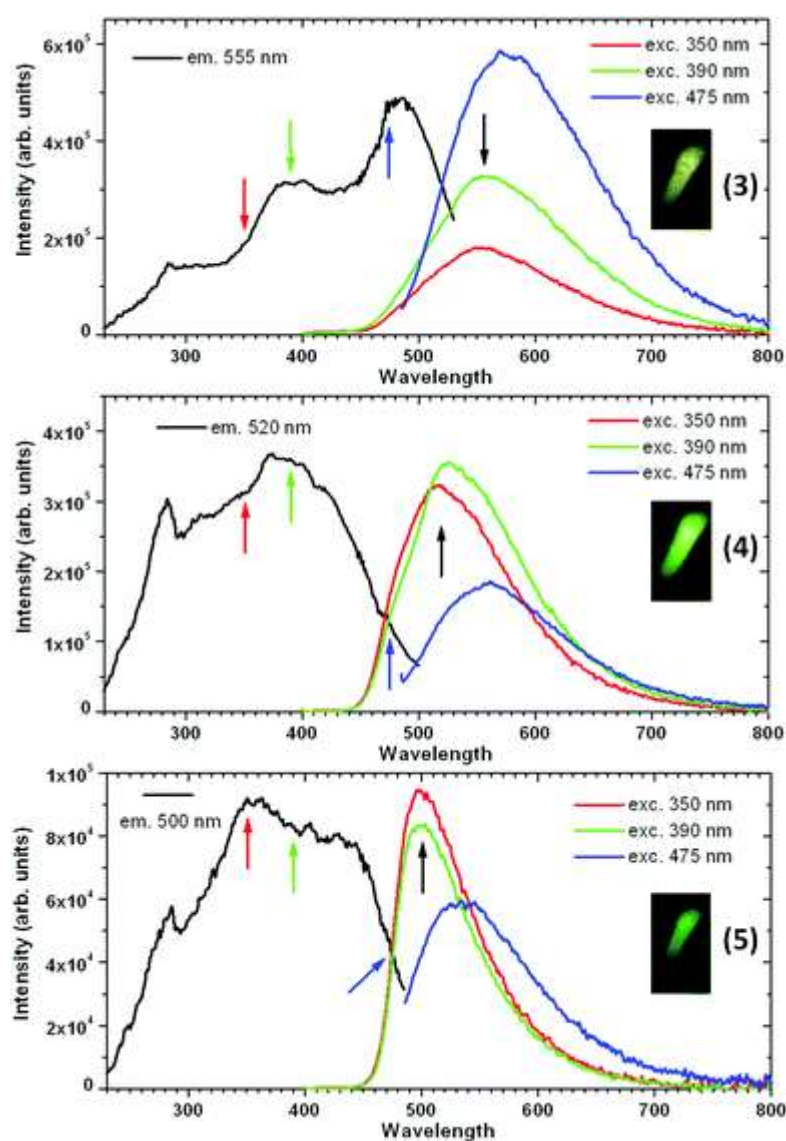 6x10⁵
4x10⁵
2x10⁵
0
Intensity (arb. units)
em. 555 nm
exc. 350 nm
exc. 390 nm
exc. 475 nm
(3)
300 400 500 600 700 800
Wavelength
4x10⁵
3x10⁵
2x10⁵
1x10⁵
0
Intensity (arb. units)
em. 520 nm
exc. 350 nm
exc. 390 nm
exc. 475 nm
(4)
300 400 500 600 700 800
Wavelength
1x10⁵
8x10⁴
6x10⁴
4x10⁴
2x10⁴
0
Intensity (arb. units)
em. 500 nm
exc. 350 nm
exc. 390 nm
exc. 475 nm
(5)
300 400 500 600 700 800
Wavelength